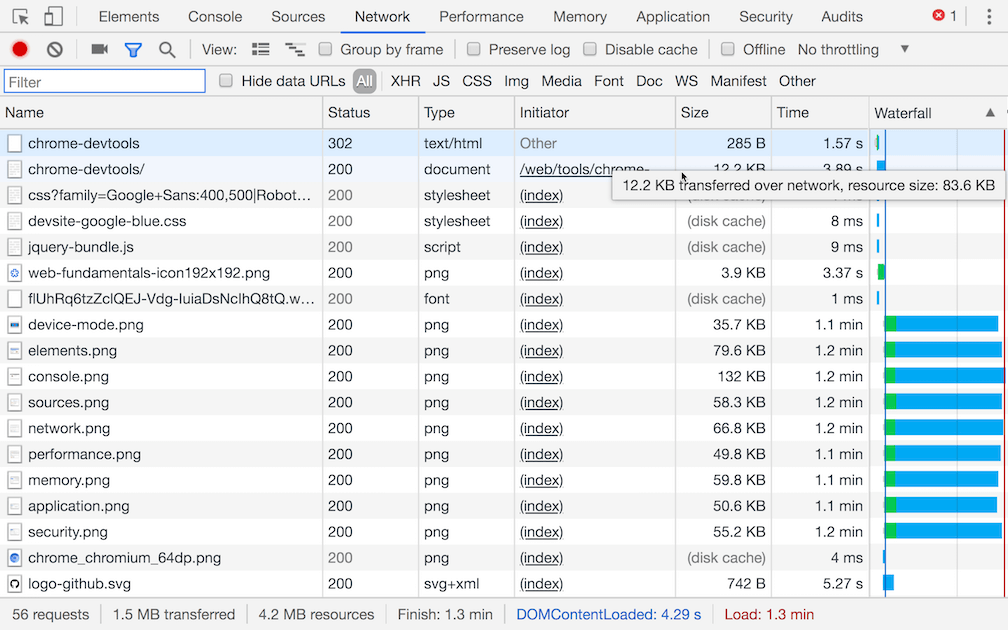 Elements Console Sources Network Performance Memory Application Security Audits 1
View: Group by frame Preserve log Disable cache Offline No throttling
Filter Hide data URLs All XHR JS CSS Img Media Font Doc WS Manifest Other
Name Status Type Initiator Size Time Waterfall
chrome-devtools 302 text/html Other 285 B 1.57 s
chrome-devtools/ 200 document /web/tools/chrome- 12.2 KB 3.89 s
12.2 KB transferred over network, resource size: 83.6 KB
css?family=Google+Sans:400,500|Robot… 200 stylesheet (index) (disk cache) ms
devsite-google-blue.css 200 stylesheet (index) (disk cache) 8 ms
jquery-bundle.js 200 script (index) (disk cache) 9 ms
web-fundamentals-icon192x192.png 200 png (index) 3.9 KB 3.37 s
200 font (index) (disk cache) 1 ms
device-mode.png 200 png (index) 35.7 KB 1.1 min
elements.png 200 png (index) 79.6 KB 1.2 min
console.png 200 png (index) 132 KB 1.2 min
sources.png 200 png (index) 58.3 KB 1.2 min
network.png 200 png (index) 66.8 KB 1.2 min
performance.png 200 png (index) 49.8 KB 1.1 min
memory.png 200 png (index) 59.8 KB 1.1 min
application.png 200 png (index) 50.6 KB 1.1 min
security.png 200 png (index) 55.2 KB 1.2 min
chrome_chromium_64dp.png 200 png (index) (disk cache) 4 ms
logo-github.svg 200 svg+xml (index) 742 B 5.27 s
56 requests 1.5 MB transferred 4.2 MB resources Finish: 1.3 min DOMContentLoaded: 4.29 s Load: 1.3 min